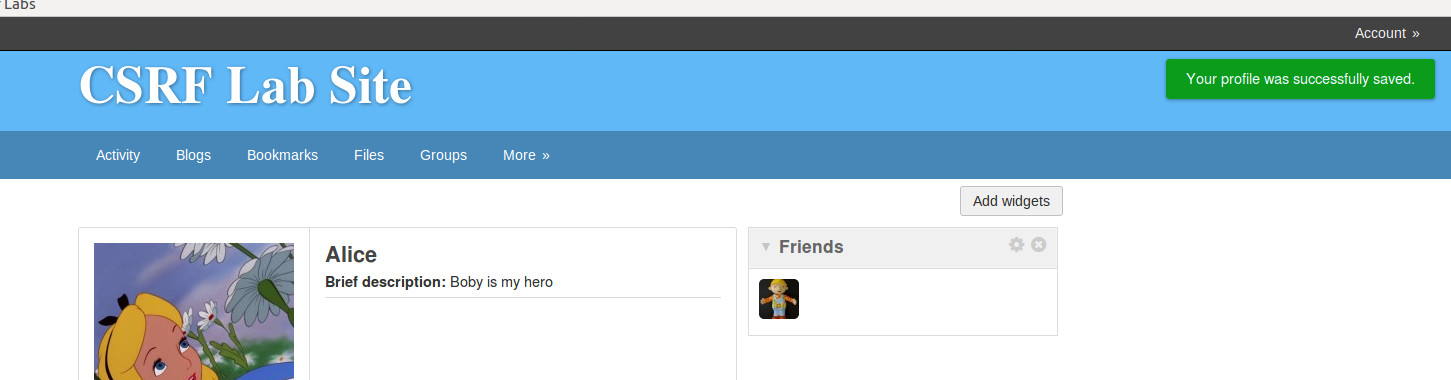 Labs
Account »
CSRF Lab Site
Your profile was successfully saved.
Activity Blogs Bookmarks Files Groups More »
Add widgets
Alice
Brief description: Boby is my hero
Friends